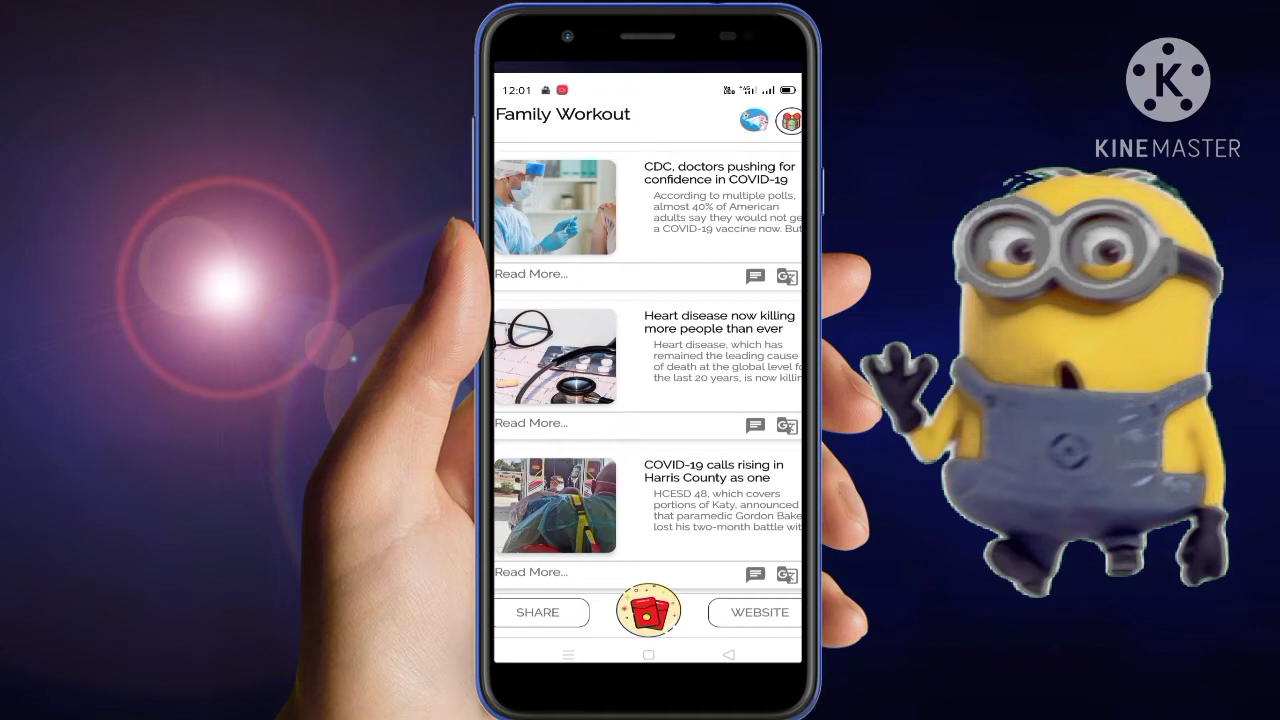 12:01
Family Workout
CDC, doctors pushing for
confidence in COVID-19
According to multiple polls,
almost 40% of American
adults say they would not ge
a COVID-19 vaccine now. But
Read More...
Heart disease now killing
more people than ever
Heart disease, which has
remained the leading cause
of death at the global level fo
the last 20 years, is now killin
Read More...
COVID-19 calls rising in
Harris County as one
HCESD 48, which covers
portions of Katy, announced
that paramedic Gordon Bake
lost his two-month battle wit
Read More...
SHARE
WEBSITE
K
KINEMASTER